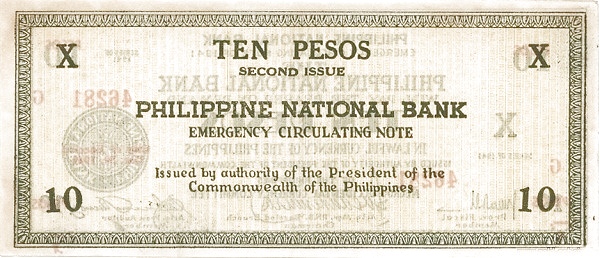 X TEN PESOS X
SECOND ISSUE
PHILIPPINE NATIONAL BANK
EMERGENCY CIRCULATING NOTE
Issued by authority of the President of the
Commonwealth of the Philippines
10 10
46281